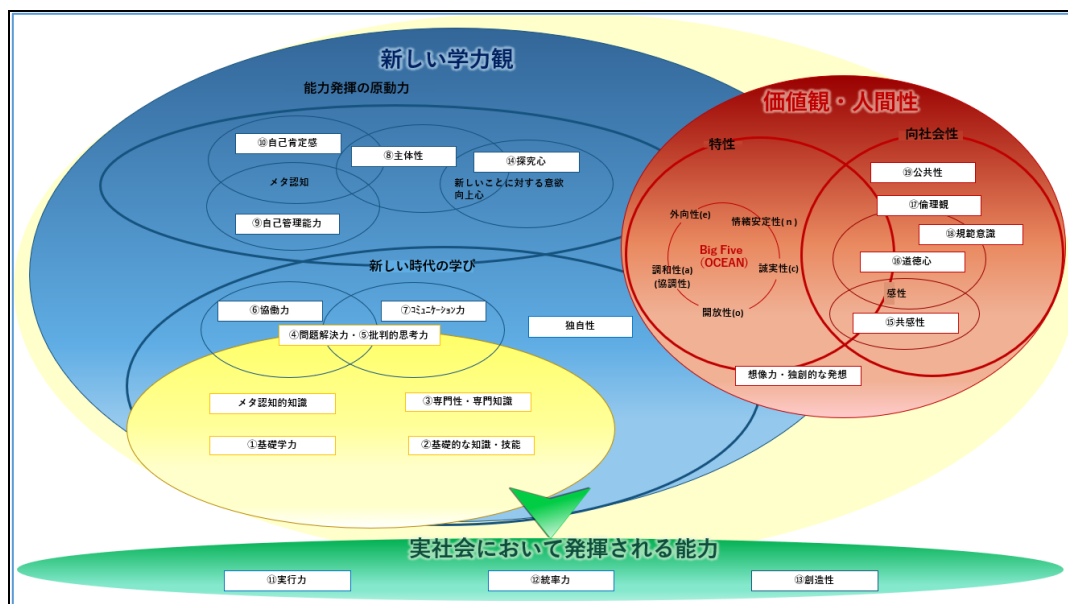 新しい学力観
能力発揮の原動力
⑩自己肯定感
⑧主体性
⑭探究心
メタ認知
新しいことに対する意欲
向上心
⑨自己管理能力
新しい時代の学び
⑥協働力
⑦コミュニケーション力
④問題解決力・⑤批判的思考力
独自性
メタ認知的知識
③専門性・専門知識
①基礎学力
②基礎的な知識・技能
価値観・人間性
特性
向社会性
⑲公共性
⑰倫理観
⑱規範意識
⑯道徳心
感性
⑮共感性
外向性(e)
情緒安定性(n)
Big Five
(OCEAN)
調和性(a)
(協調性)
誠実性(c)
開放性(o)
想像力・独創的な発想
実社会において発揮される能力
⑪実行力
⑫統率力
⑬創造性